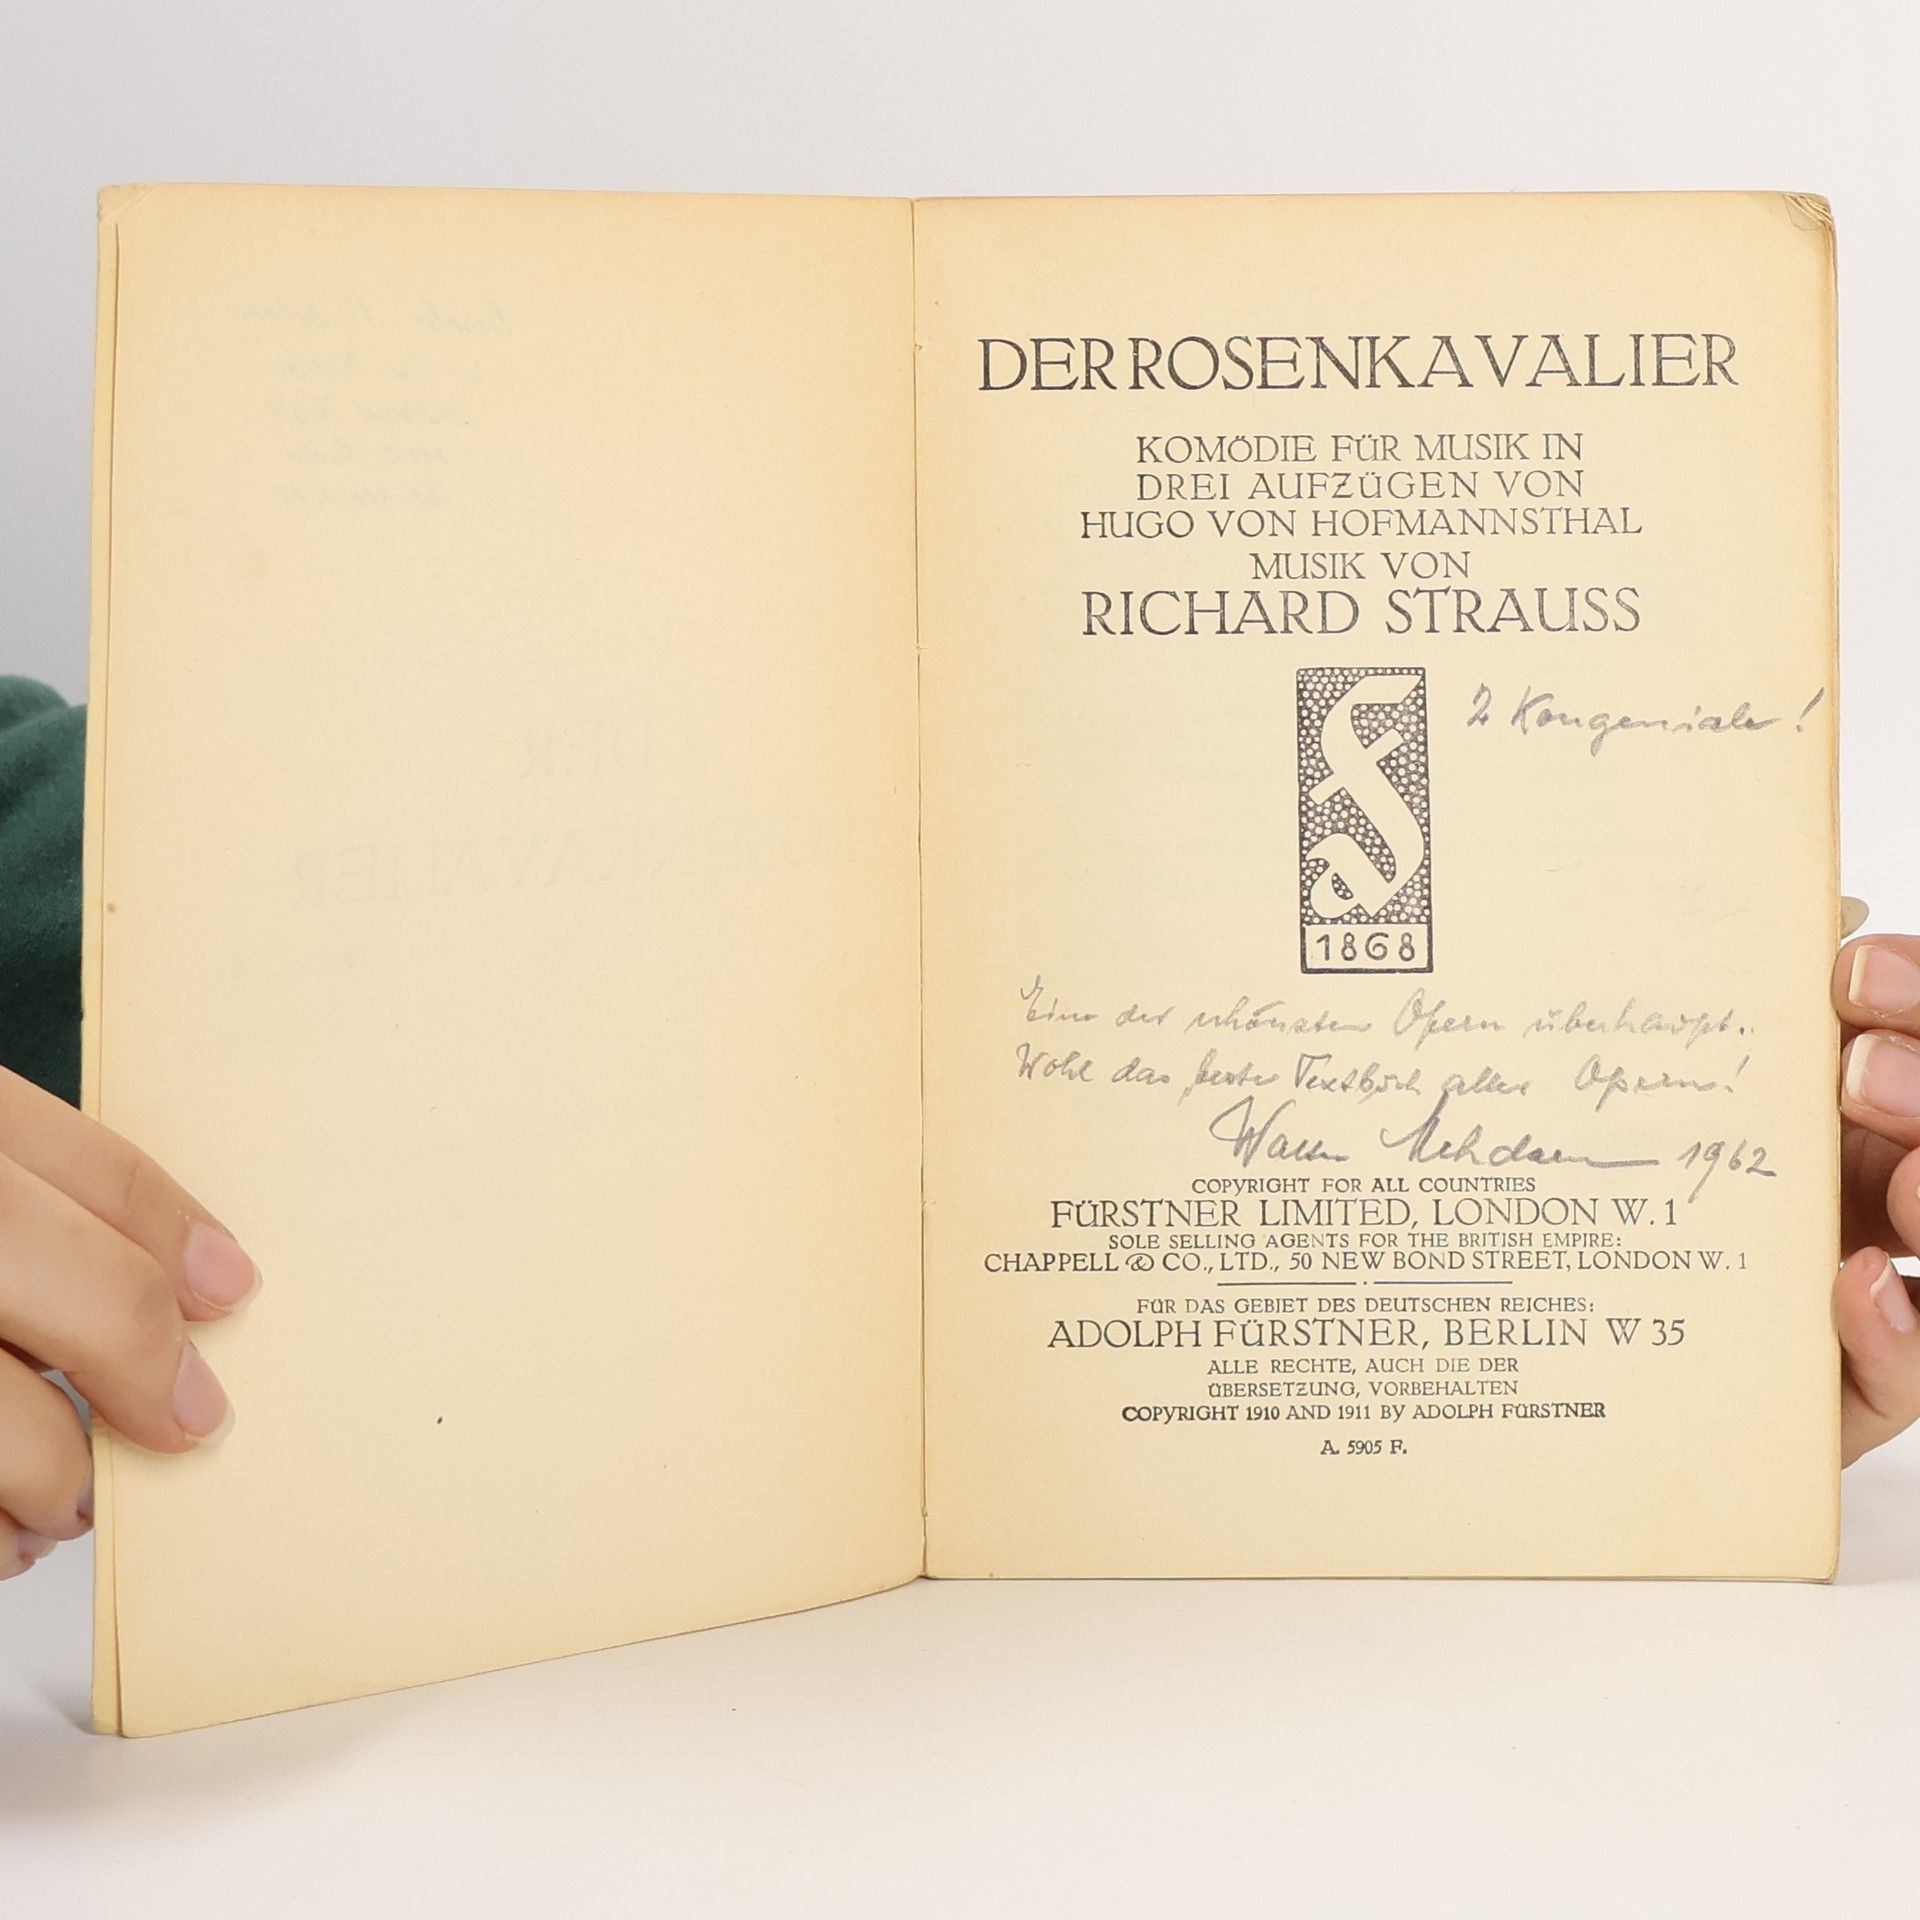 DER ROSENKAVALIER
KOMÖDIE FÜR MUSIK IN
DREI AUFZÜGEN VON
HUGO VON HOFMANNSTHAL
MUSIK VON
RICHARD STRAUSS
2 Kongeniale!
1868
Eine der schönsten Opern überhaupt.
Wohl das beste Textbuch aller Opern!
1962
COPYRIGHT FOR ALL COUNTRIES
FÜRSTNER LIMITED, LONDON W. 1
SOLE SELLING AGENTS FOR THE BRITISH EMPIRE:
CHAPPELL & CO., LTD., 50 NEW BOND STREET, LONDON W. 1
FÜR DAS GEBIET DES DEUTSCHEN REICHES:
ADOLPH FÜRSTNER, BERLIN W 35
ALLE RECHTE, AUCH DIE DER
ÜBERSETZUNG, VORBEHALTEN
COPYRIGHT 1910 AND 1911 BY ADOLPH FÜRSTNER
A. 5905 F.